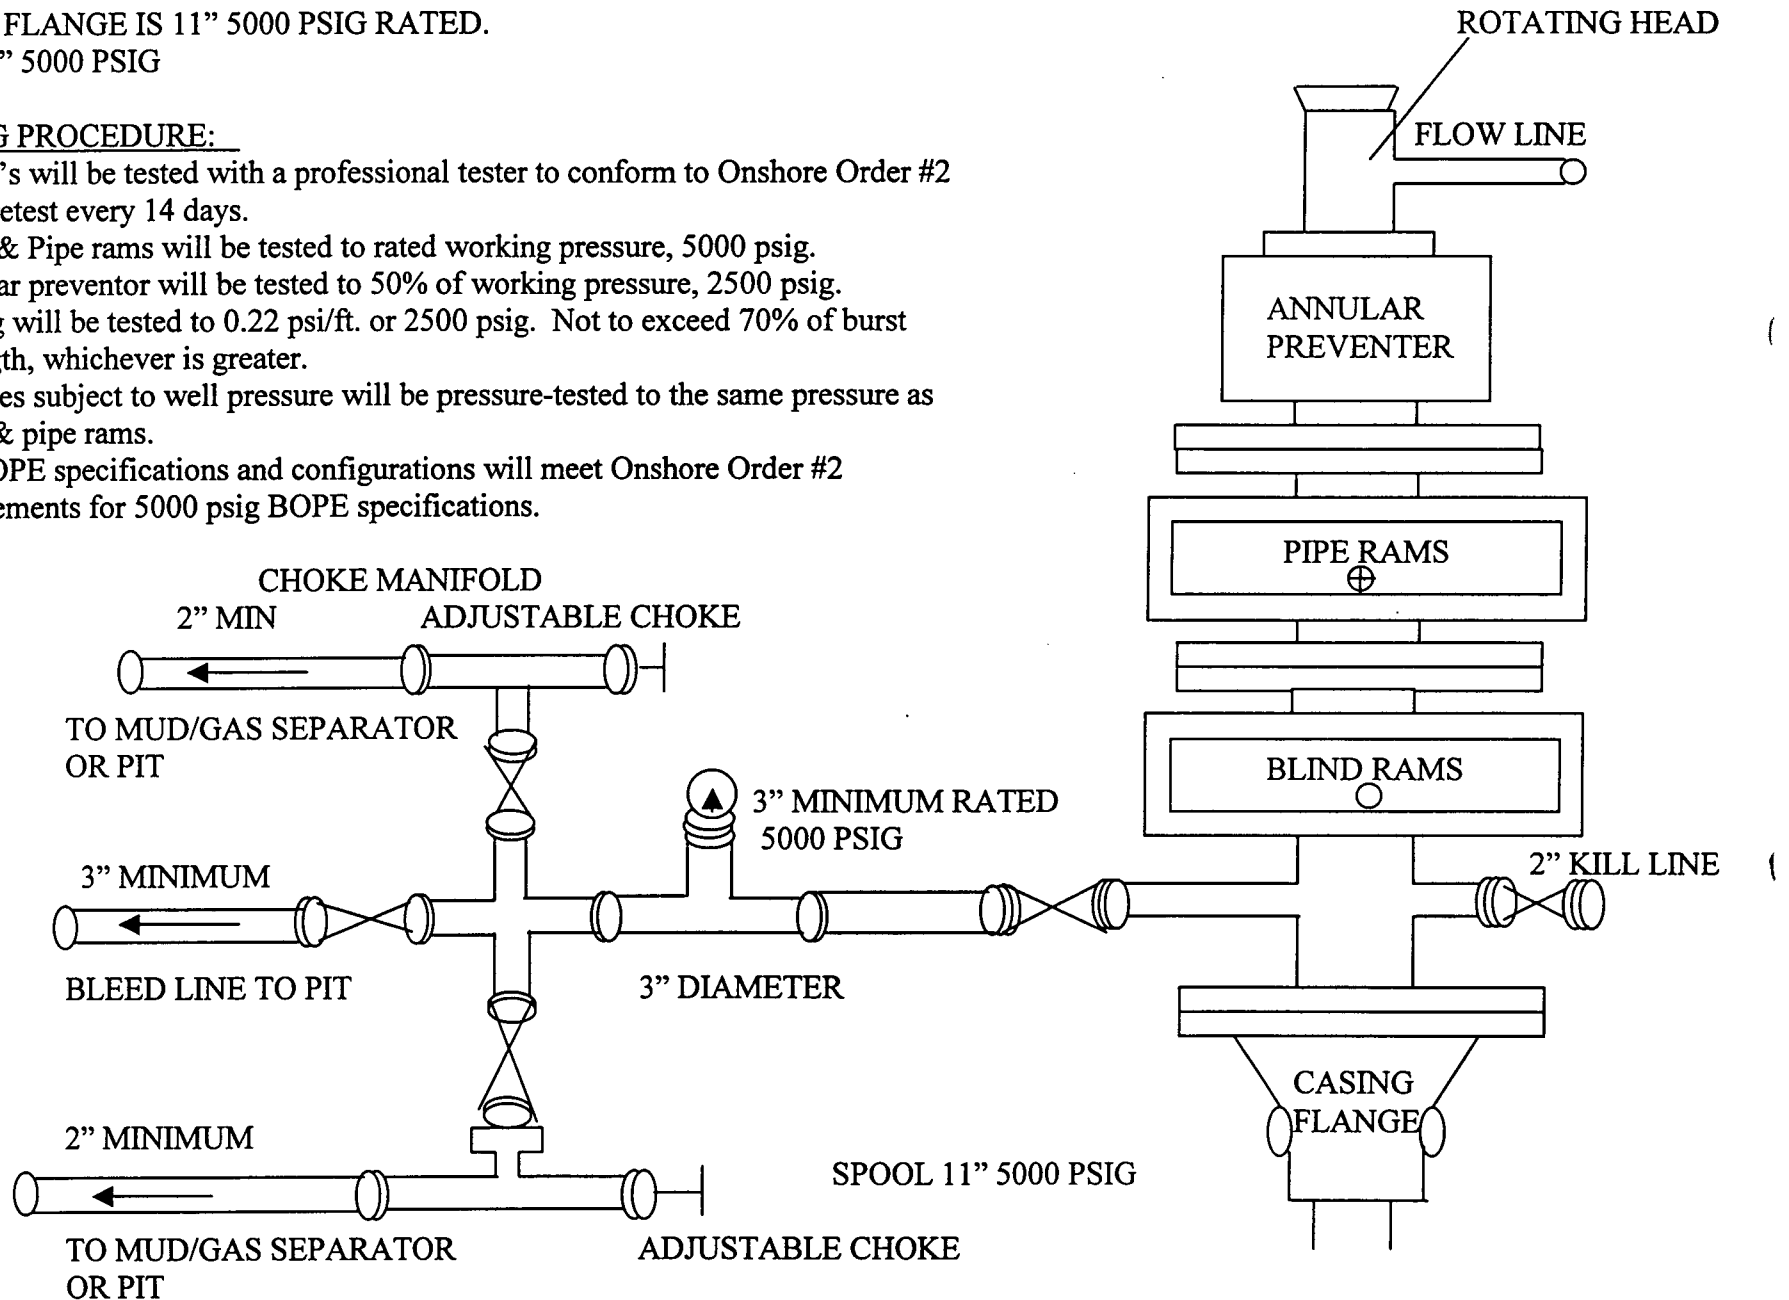 FLANGE IS 11” 5000 PSIG RATED.
” 5000 PSIG
G PROCEDURE:
’s will be tested with a professional tester to conform to Onshore Order #2
etest every 14 days.
& Pipe rams will be tested to rated working pressure, 5000 psig.
ar preventor will be tested to 50% of working pressure, 2500 psig.
g will be tested to 0.22 psi/ft. or 2500 psig.  Not to exceed 70% of burst
gth, whichever is greater.
es subject to well pressure will be pressure-tested to the same pressure as
& pipe rams.
OPE specifications and configurations will meet Onshore Order #2
ements for 5000 psig BOPE specifications.
ROTATING HEAD
FLOW LINE
ANNULAR
PREVENTER
PIPE RAMS
BLIND RAMS
2” KILL LINE
CASING
FLANGE
CHOKE MANIFOLD
2” MIN
ADJUSTABLE CHOKE
TO MUD/GAS SEPARATOR
OR PIT
3” MINIMUM RATED
5000 PSIG
3” MINIMUM
BLEED LINE TO PIT
3” DIAMETER
2” MINIMUM
SPOOL 11” 5000 PSIG
TO MUD/GAS SEPARATOR
OR PIT
ADJUSTABLE CHOKE